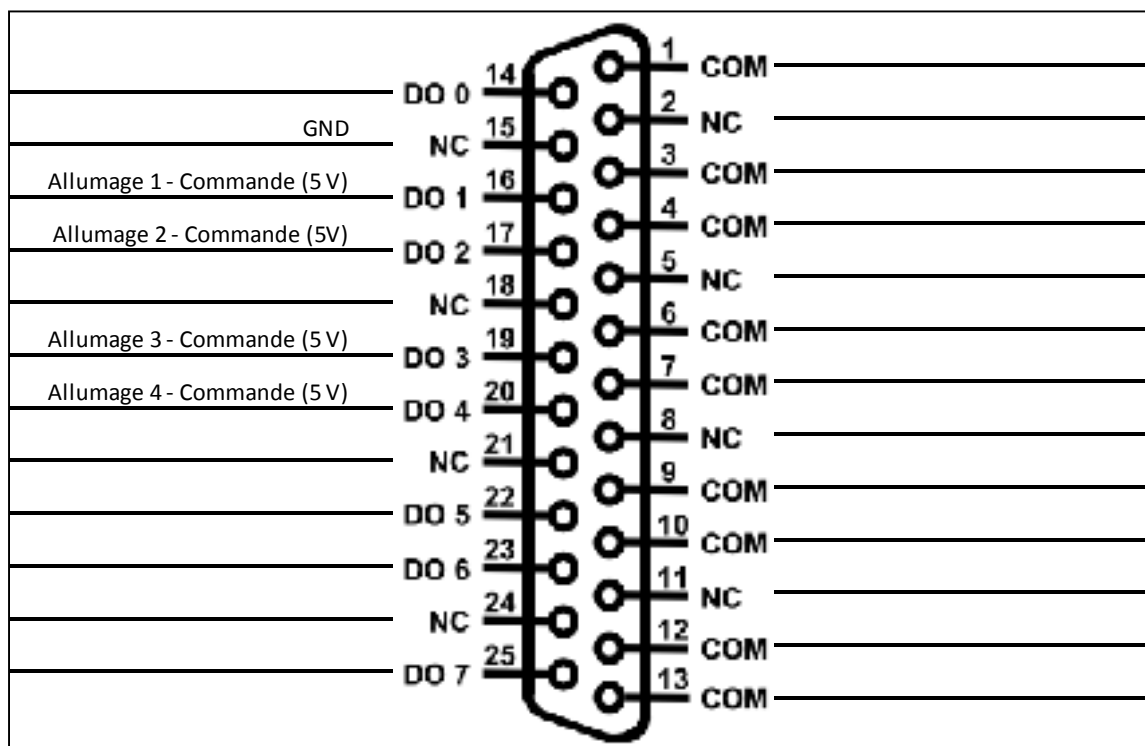 1 COM
14 DO 0
GND
2 NC
15 NC
3 COM
Allumage 1 - Commande (5 V)
16 DO 1
4 COM
Allumage 2 - Commande (5V)
17 DO 2
5 NC
18 NC
6 COM
Allumage 3 - Commande (5 V)
19 DO 3
7 COM
Allumage 4 - Commande (5 V)
20 DO 4
8 NC
21 NC
9 COM
22 DO 5
10 COM
23 DO 6
11 NC
24 NC
12 COM
25 DO 7
13 COM